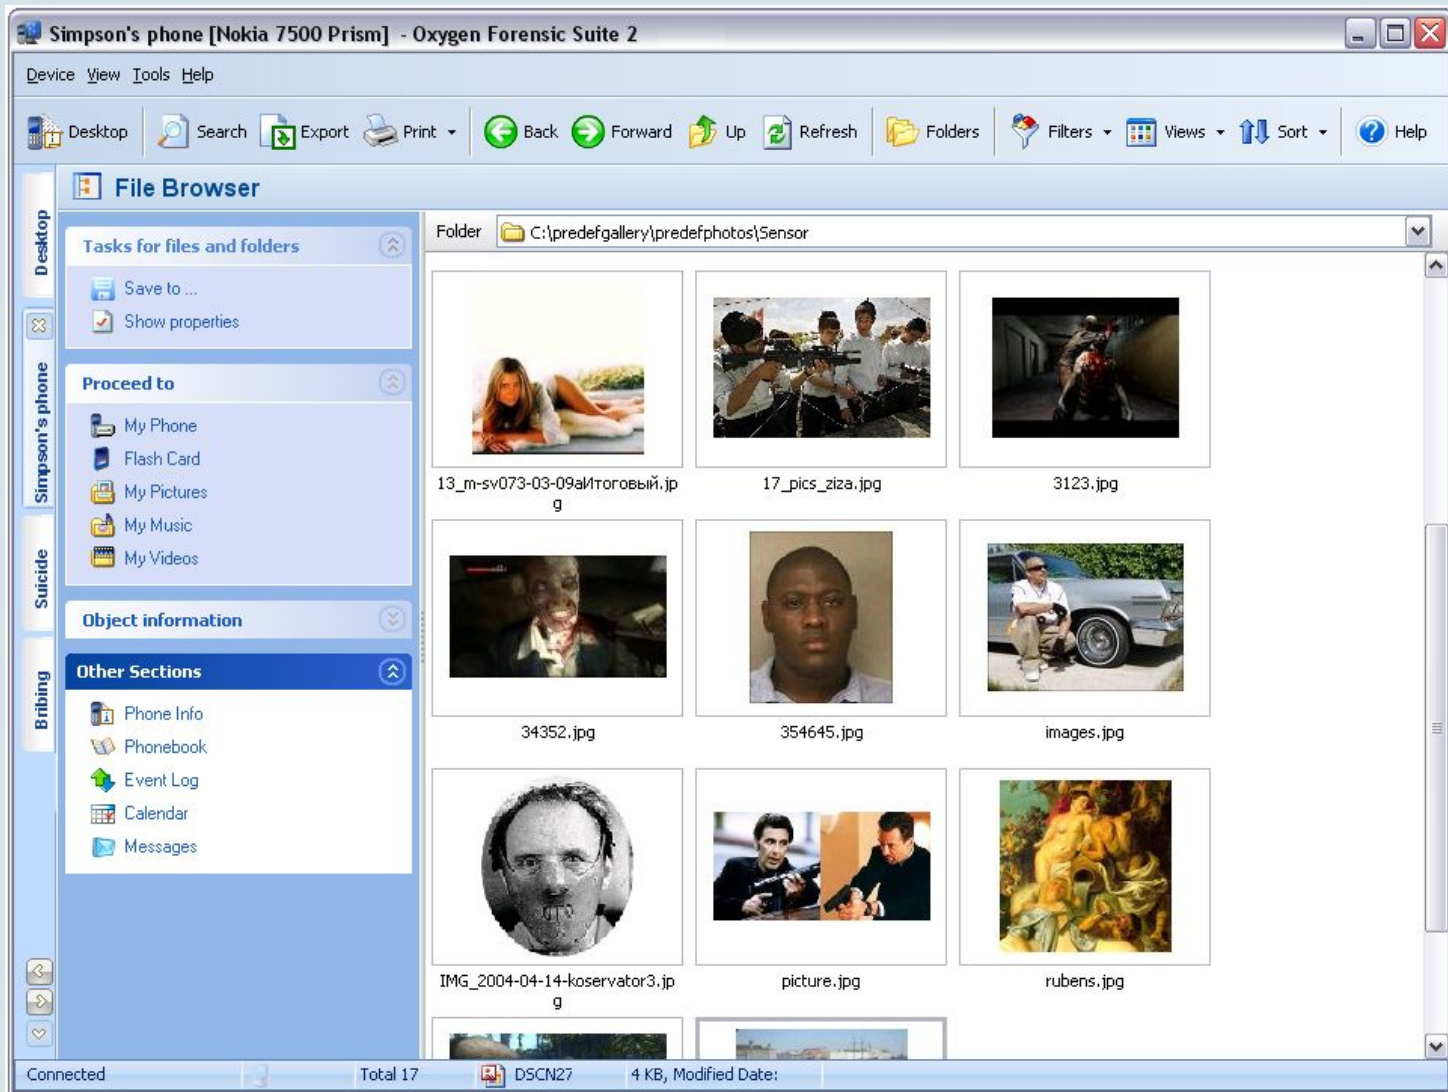 Simpson's phone [Nokia 7500 Prism] - Oxygen Forensic Suite 2
Device View Tools Help
Desktop Search Export Print Back Forward Up Refresh Folders Filters Views Sort Help
File Browser
Desktop
Simpson's phone
Suicide
Bribing
Tasks for files and folders
Save to ...
Show properties
Proceed to
My Phone
Flash Card
My Pictures
My Music
My Videos
Object information
Other Sections
Phone Info
Phonebook
Event Log
Calendar
Messages
Folder C:\predefgallery\predefphotos\Sensor
13_m-sv073-03-09aИтоговый.jp
g
17_pics_ziza.jpg
3123.jpg
34352.jpg
354645.jpg
images.jpg
IMG_2004-04-14-koservator3.jp
g
picture.jpg
rubens.jpg
Connected Total 17 DSCN27 4 KB, Modified Date: